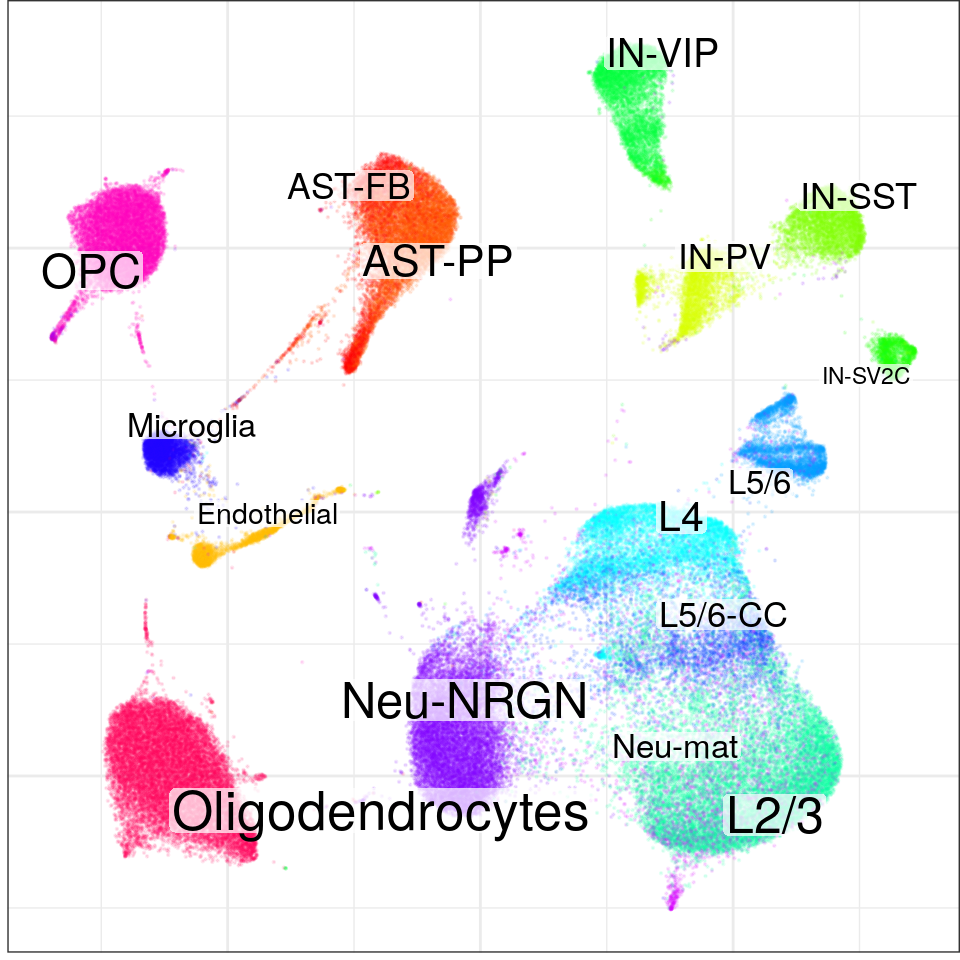 IN-VIP
AST-FB
IN-SST
OPC
AST-PP
IN-PV
IN-SV2C
Microglia
L5/6
Endothelial
L4
L5/6-CC
Neu-NRGN
Neu-mat
Oligodendrocytes
L2/3